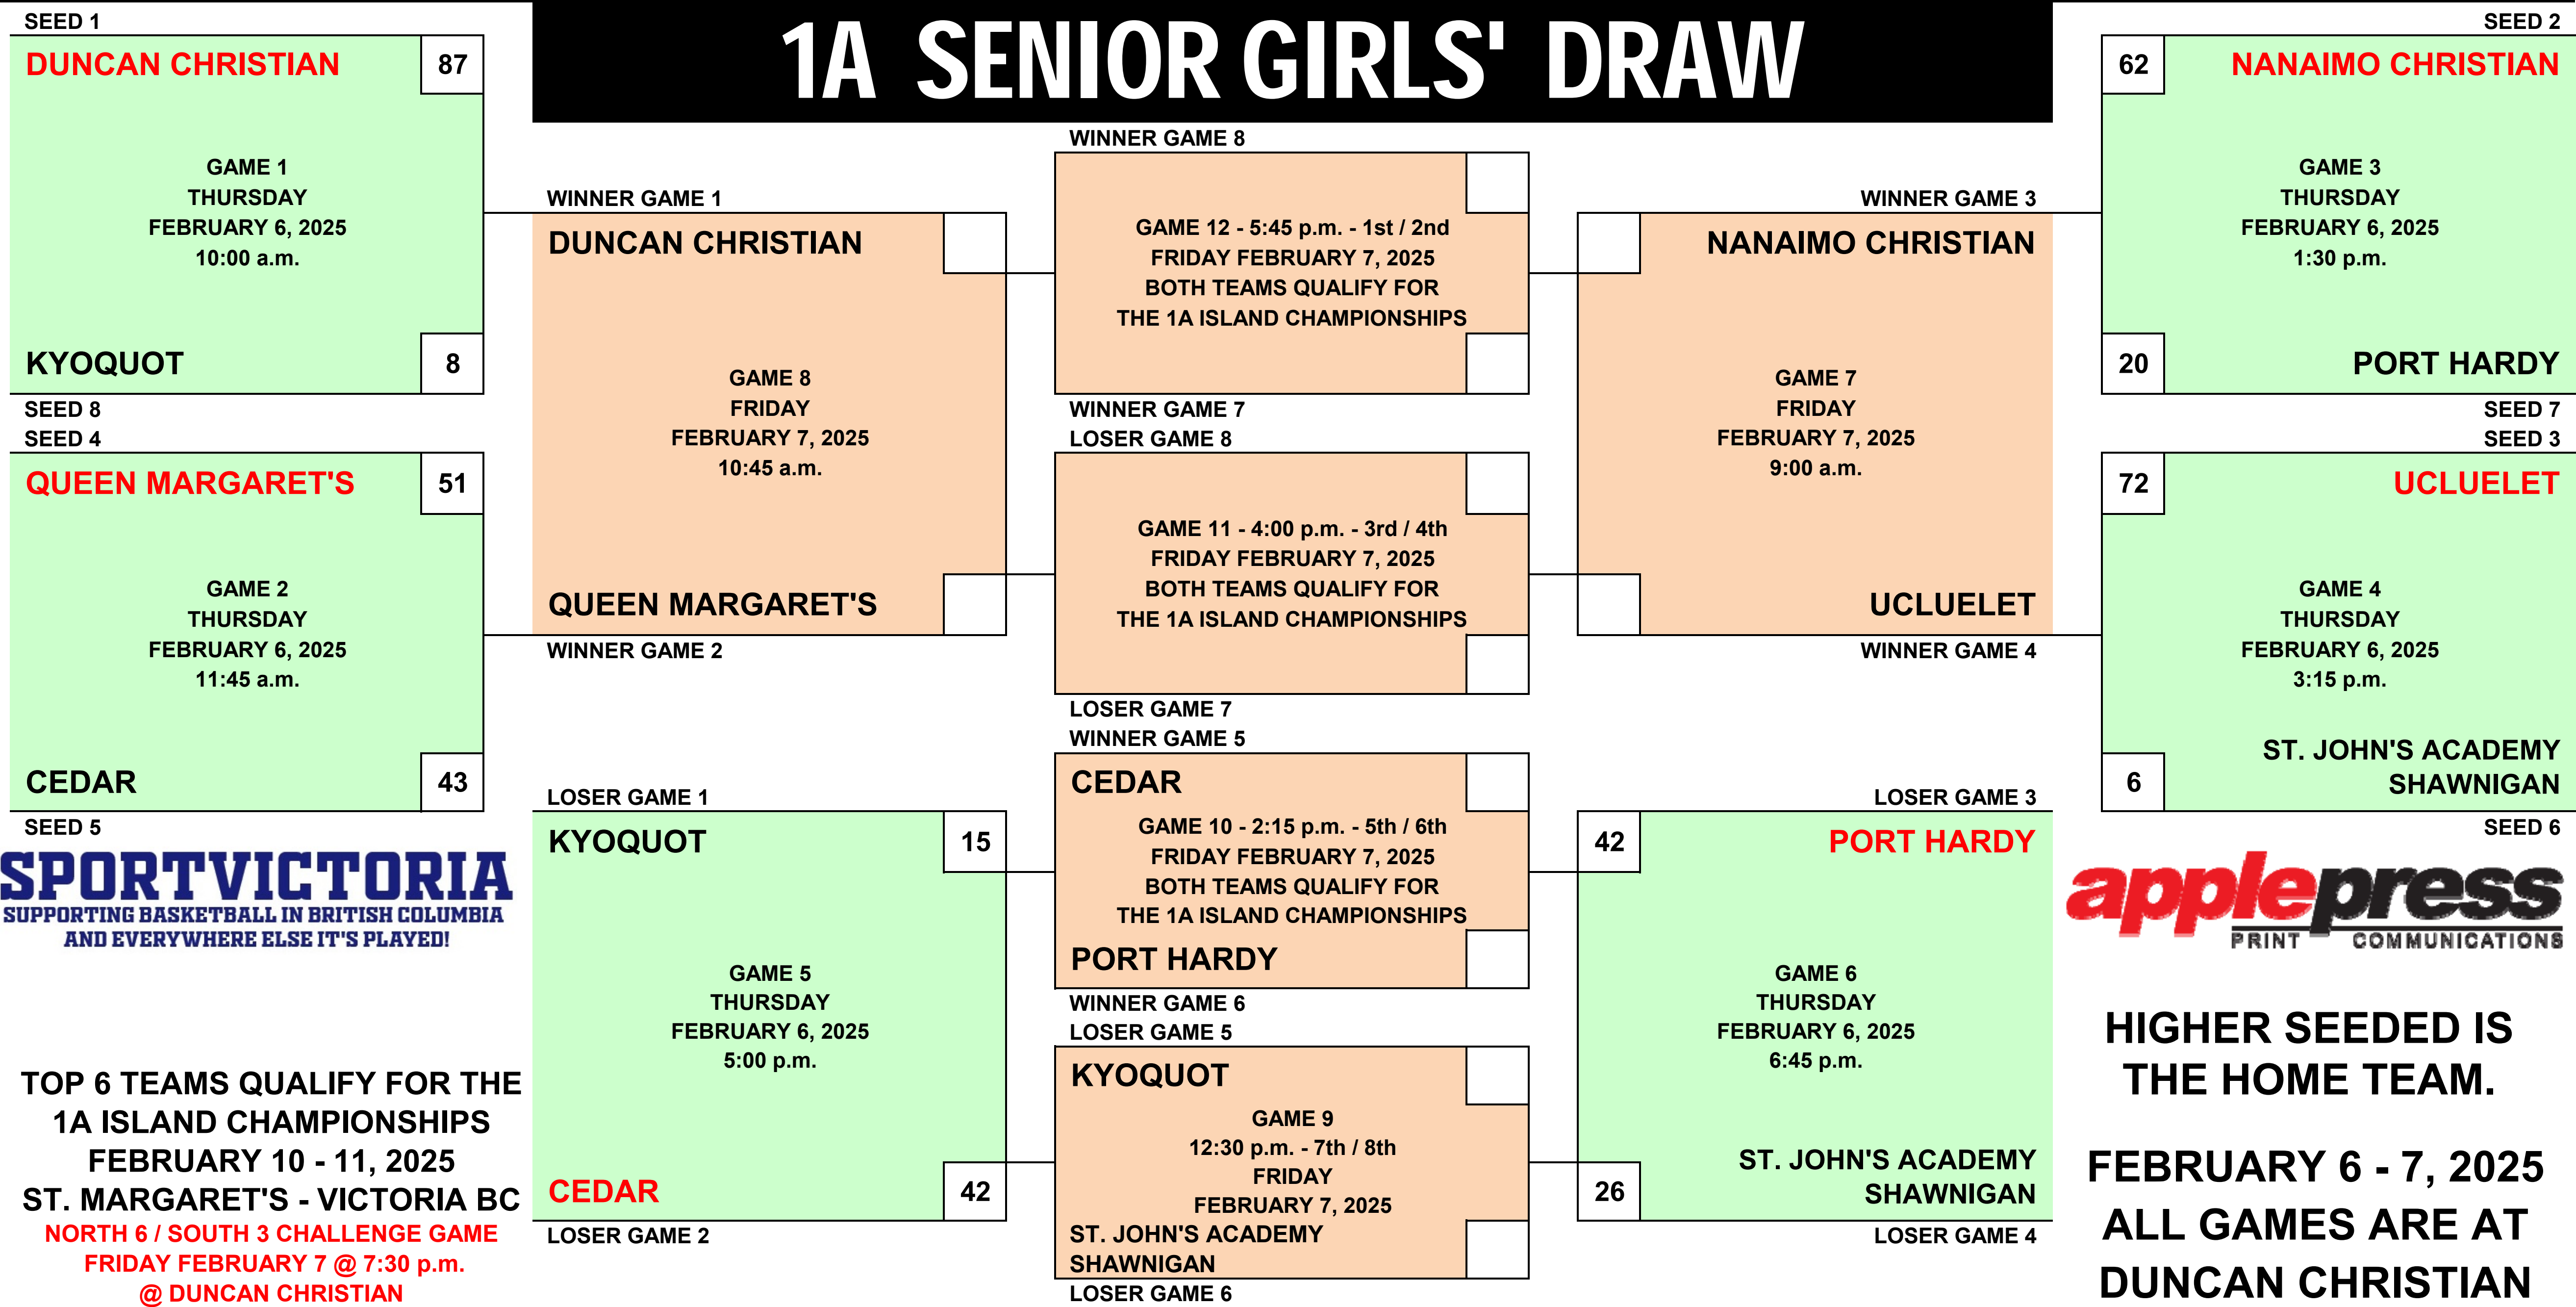 1A SENIOR GIRLS' DRAW
SEED 1
DUNCAN CHRISTIAN
87
GAME 1
THURSDAY
FEBRUARY 6, 2025
10:00 a.m.
KYOQUOT
8
SEED 8
SEED 4
QUEEN MARGARET'S
51
GAME 2
THURSDAY
FEBRUARY 6, 2025
11:45 a.m.
CEDAR
43
SEED 5
SPORTVICTORIA
SUPPORTING BASKETBALL IN BRITISH COLUMBIA
AND EVERYWHERE ELSE IT'S PLAYED!
TOP 6 TEAMS QUALIFY FOR THE
1A ISLAND CHAMPIONSHIPS
FEBRUARY 10 - 11, 2025
ST. MARGARET'S - VICTORIA BC
NORTH 6 / SOUTH 3 CHALLENGE GAME
FRIDAY FEBRUARY 7 @ 7:30 p.m.
@ DUNCAN CHRISTIAN
WINNER GAME 1
DUNCAN CHRISTIAN
GAME 8
FRIDAY
FEBRUARY 7, 2025
10:45 a.m.
QUEEN MARGARET'S
WINNER GAME 2
LOSER GAME 1
KYOQUOT
15
GAME 5
THURSDAY
FEBRUARY 6, 2025
5:00 p.m.
CEDAR
42
LOSER GAME 2
WINNER GAME 8
GAME 12 - 5:45 p.m. - 1st / 2nd
FRIDAY FEBRUARY 7, 2025
BOTH TEAMS QUALIFY FOR
THE 1A ISLAND CHAMPIONSHIPS
WINNER GAME 7
LOSER GAME 8
GAME 11 - 4:00 p.m. - 3rd / 4th
FRIDAY FEBRUARY 7, 2025
BOTH TEAMS QUALIFY FOR
THE 1A ISLAND CHAMPIONSHIPS
LOSER GAME 7
WINNER GAME 5
CEDAR
GAME 10 - 2:15 p.m. - 5th / 6th
FRIDAY FEBRUARY 7, 2025
BOTH TEAMS QUALIFY FOR
THE 1A ISLAND CHAMPIONSHIPS
PORT HARDY
WINNER GAME 6
LOSER GAME 5
KYOQUOT
GAME 9
12:30 p.m. - 7th / 8th
FRIDAY
FEBRUARY 7, 2025
ST. JOHN'S ACADEMY
SHAWNIGAN
LOSER GAME 6
WINNER GAME 3
NANAIMO CHRISTIAN
GAME 7
FRIDAY
FEBRUARY 7, 2025
9:00 a.m.
UCLUELET
WINNER GAME 4
LOSER GAME 3
42
PORT HARDY
GAME 6
THURSDAY
FEBRUARY 6, 2025
6:45 p.m.
ST. JOHN'S ACADEMY
SHAWNIGAN
26
LOSER GAME 4
SEED 2
62
NANAIMO CHRISTIAN
GAME 3
THURSDAY
FEBRUARY 6, 2025
1:30 p.m.
20
PORT HARDY
SEED 7
SEED 3
72
UCLUELET
GAME 4
THURSDAY
FEBRUARY 6, 2025
3:15 p.m.
ST. JOHN'S ACADEMY
SHAWNIGAN
6
SEED 6
applepress
PRINT COMMUNICATIONS
HIGHER SEEDED IS
THE HOME TEAM.
FEBRUARY 6 - 7, 2025
ALL GAMES ARE AT
DUNCAN CHRISTIAN